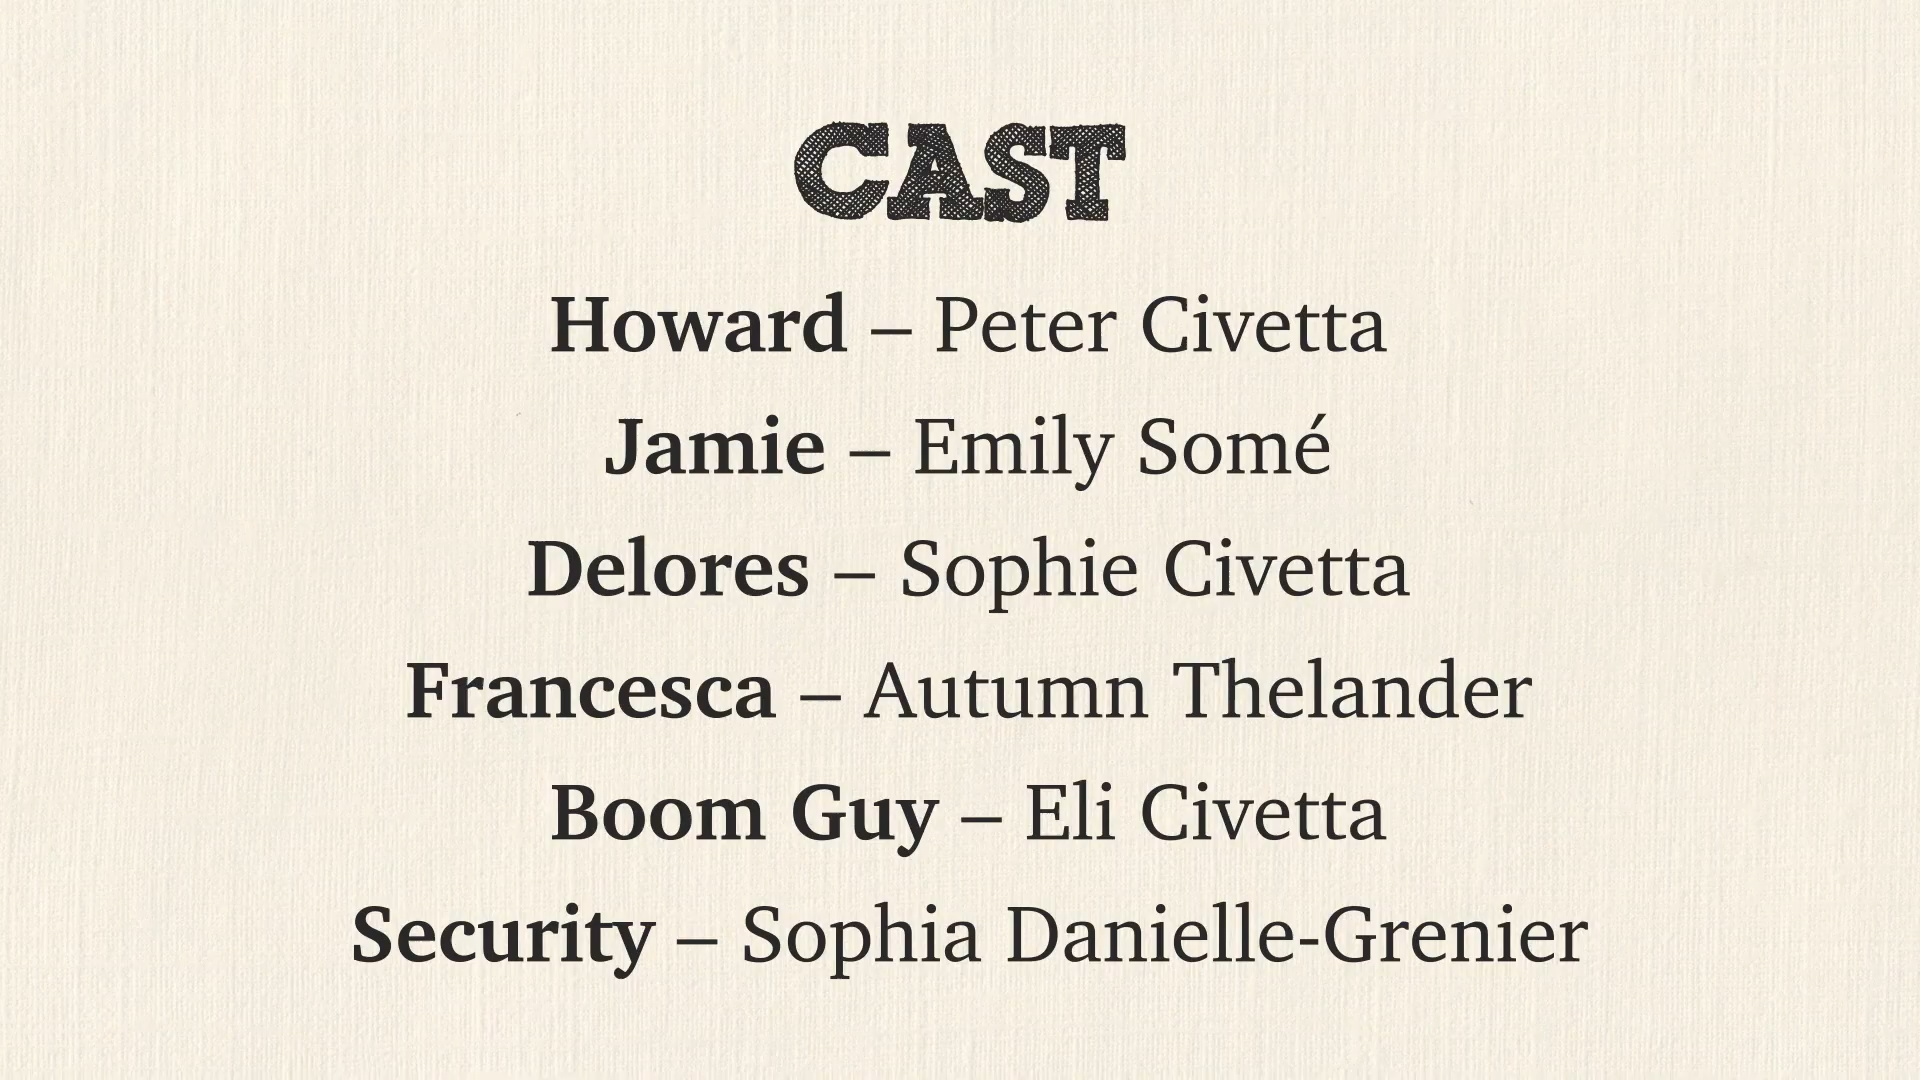 CAST
Howard – Peter Civetta
Jamie – Emily Somé
Delores – Sophie Civetta
Francesca – Autumn Thelander
Boom Guy – Eli Civetta
Security – Sophia Danielle-Grenier